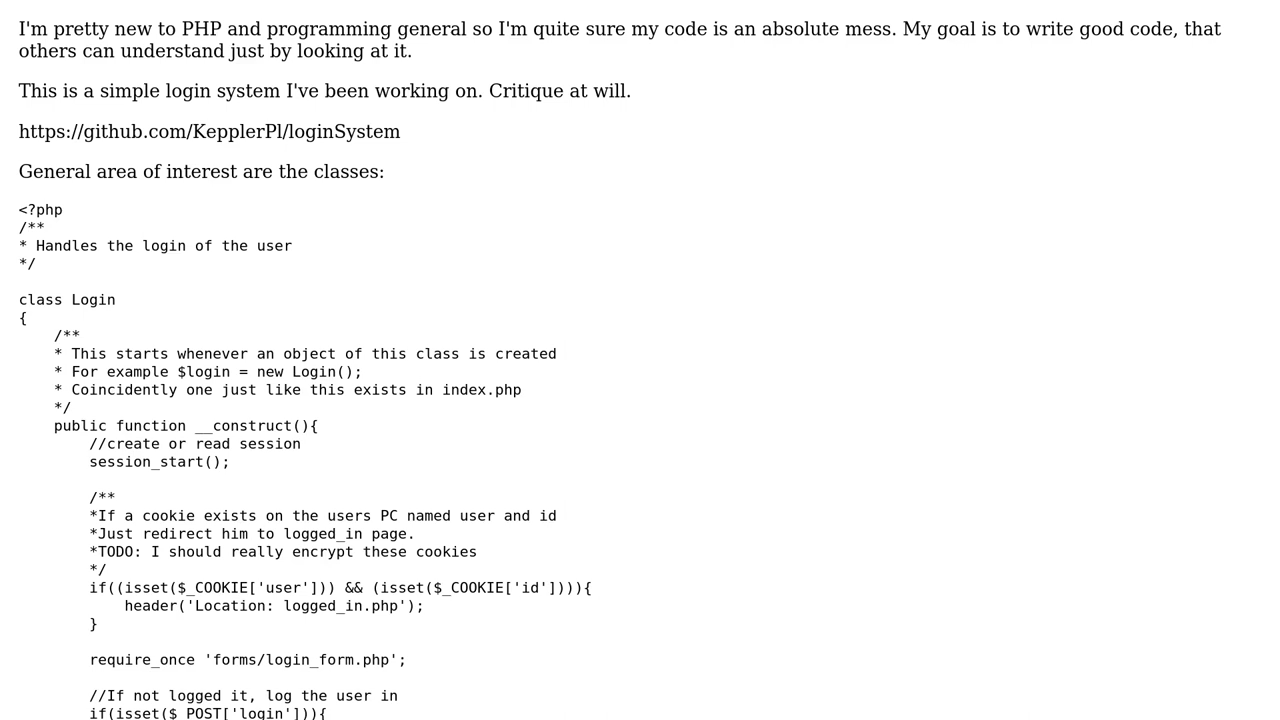 I'm pretty new to PHP and programming general so I'm quite sure my code is an absolute mess. My goal is to write good code, that
others can understand just by looking at it.
This is a simple login system I've been working on. Critique at will.
https://github.com/KepplerPl/loginSystem
General area of interest are the classes:
<?php
/**
* Handles the login of the user
*/
class Login
{
    /**
    * This starts whenever an object of this class is created
    * For example $login = new Login();
    * Coincidently one just like this exists in index.php
    */
    public function __construct(){
        //create or read session
        session_start();
        /**
        *If a cookie exists on the users PC named user and id
        *Just redirect him to logged_in page.
        *TODO: I should really encrypt these cookies
        */
        if((isset($_COOKIE['user'])) && (isset($_COOKIE['id']))){
            header('Location: logged_in.php');
        }
        require_once 'forms/login_form.php';
        //If not logged it, log the user in
        if(isset($_POST['login'])){